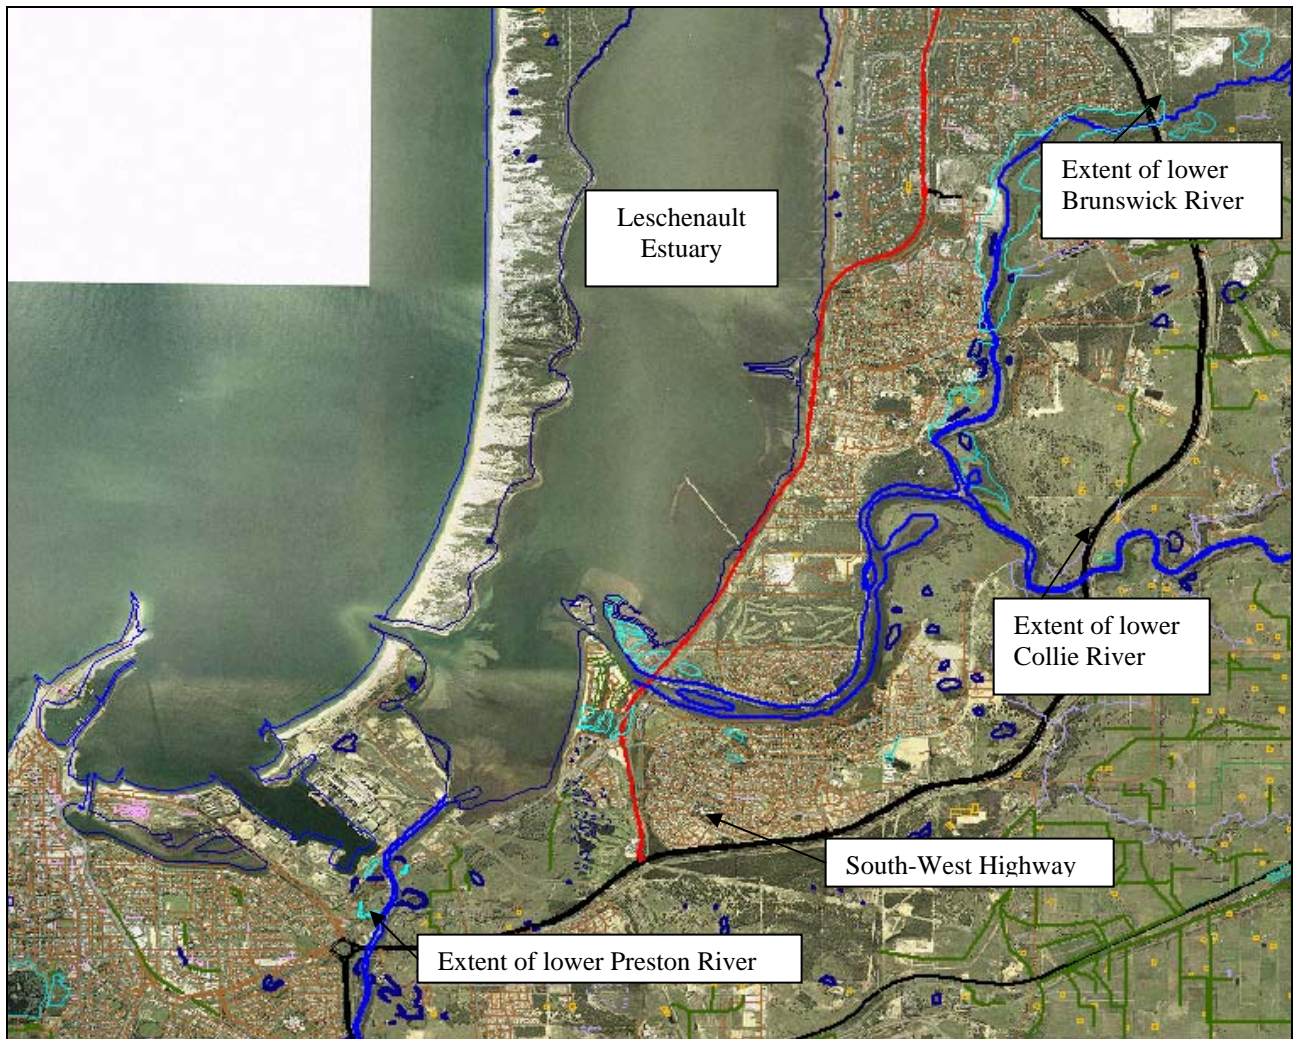 Extent of lower
Brunswick River
Leschenault
Estuary
Extent of lower
Collie River
South-West Highway
Extent of lower Preston River